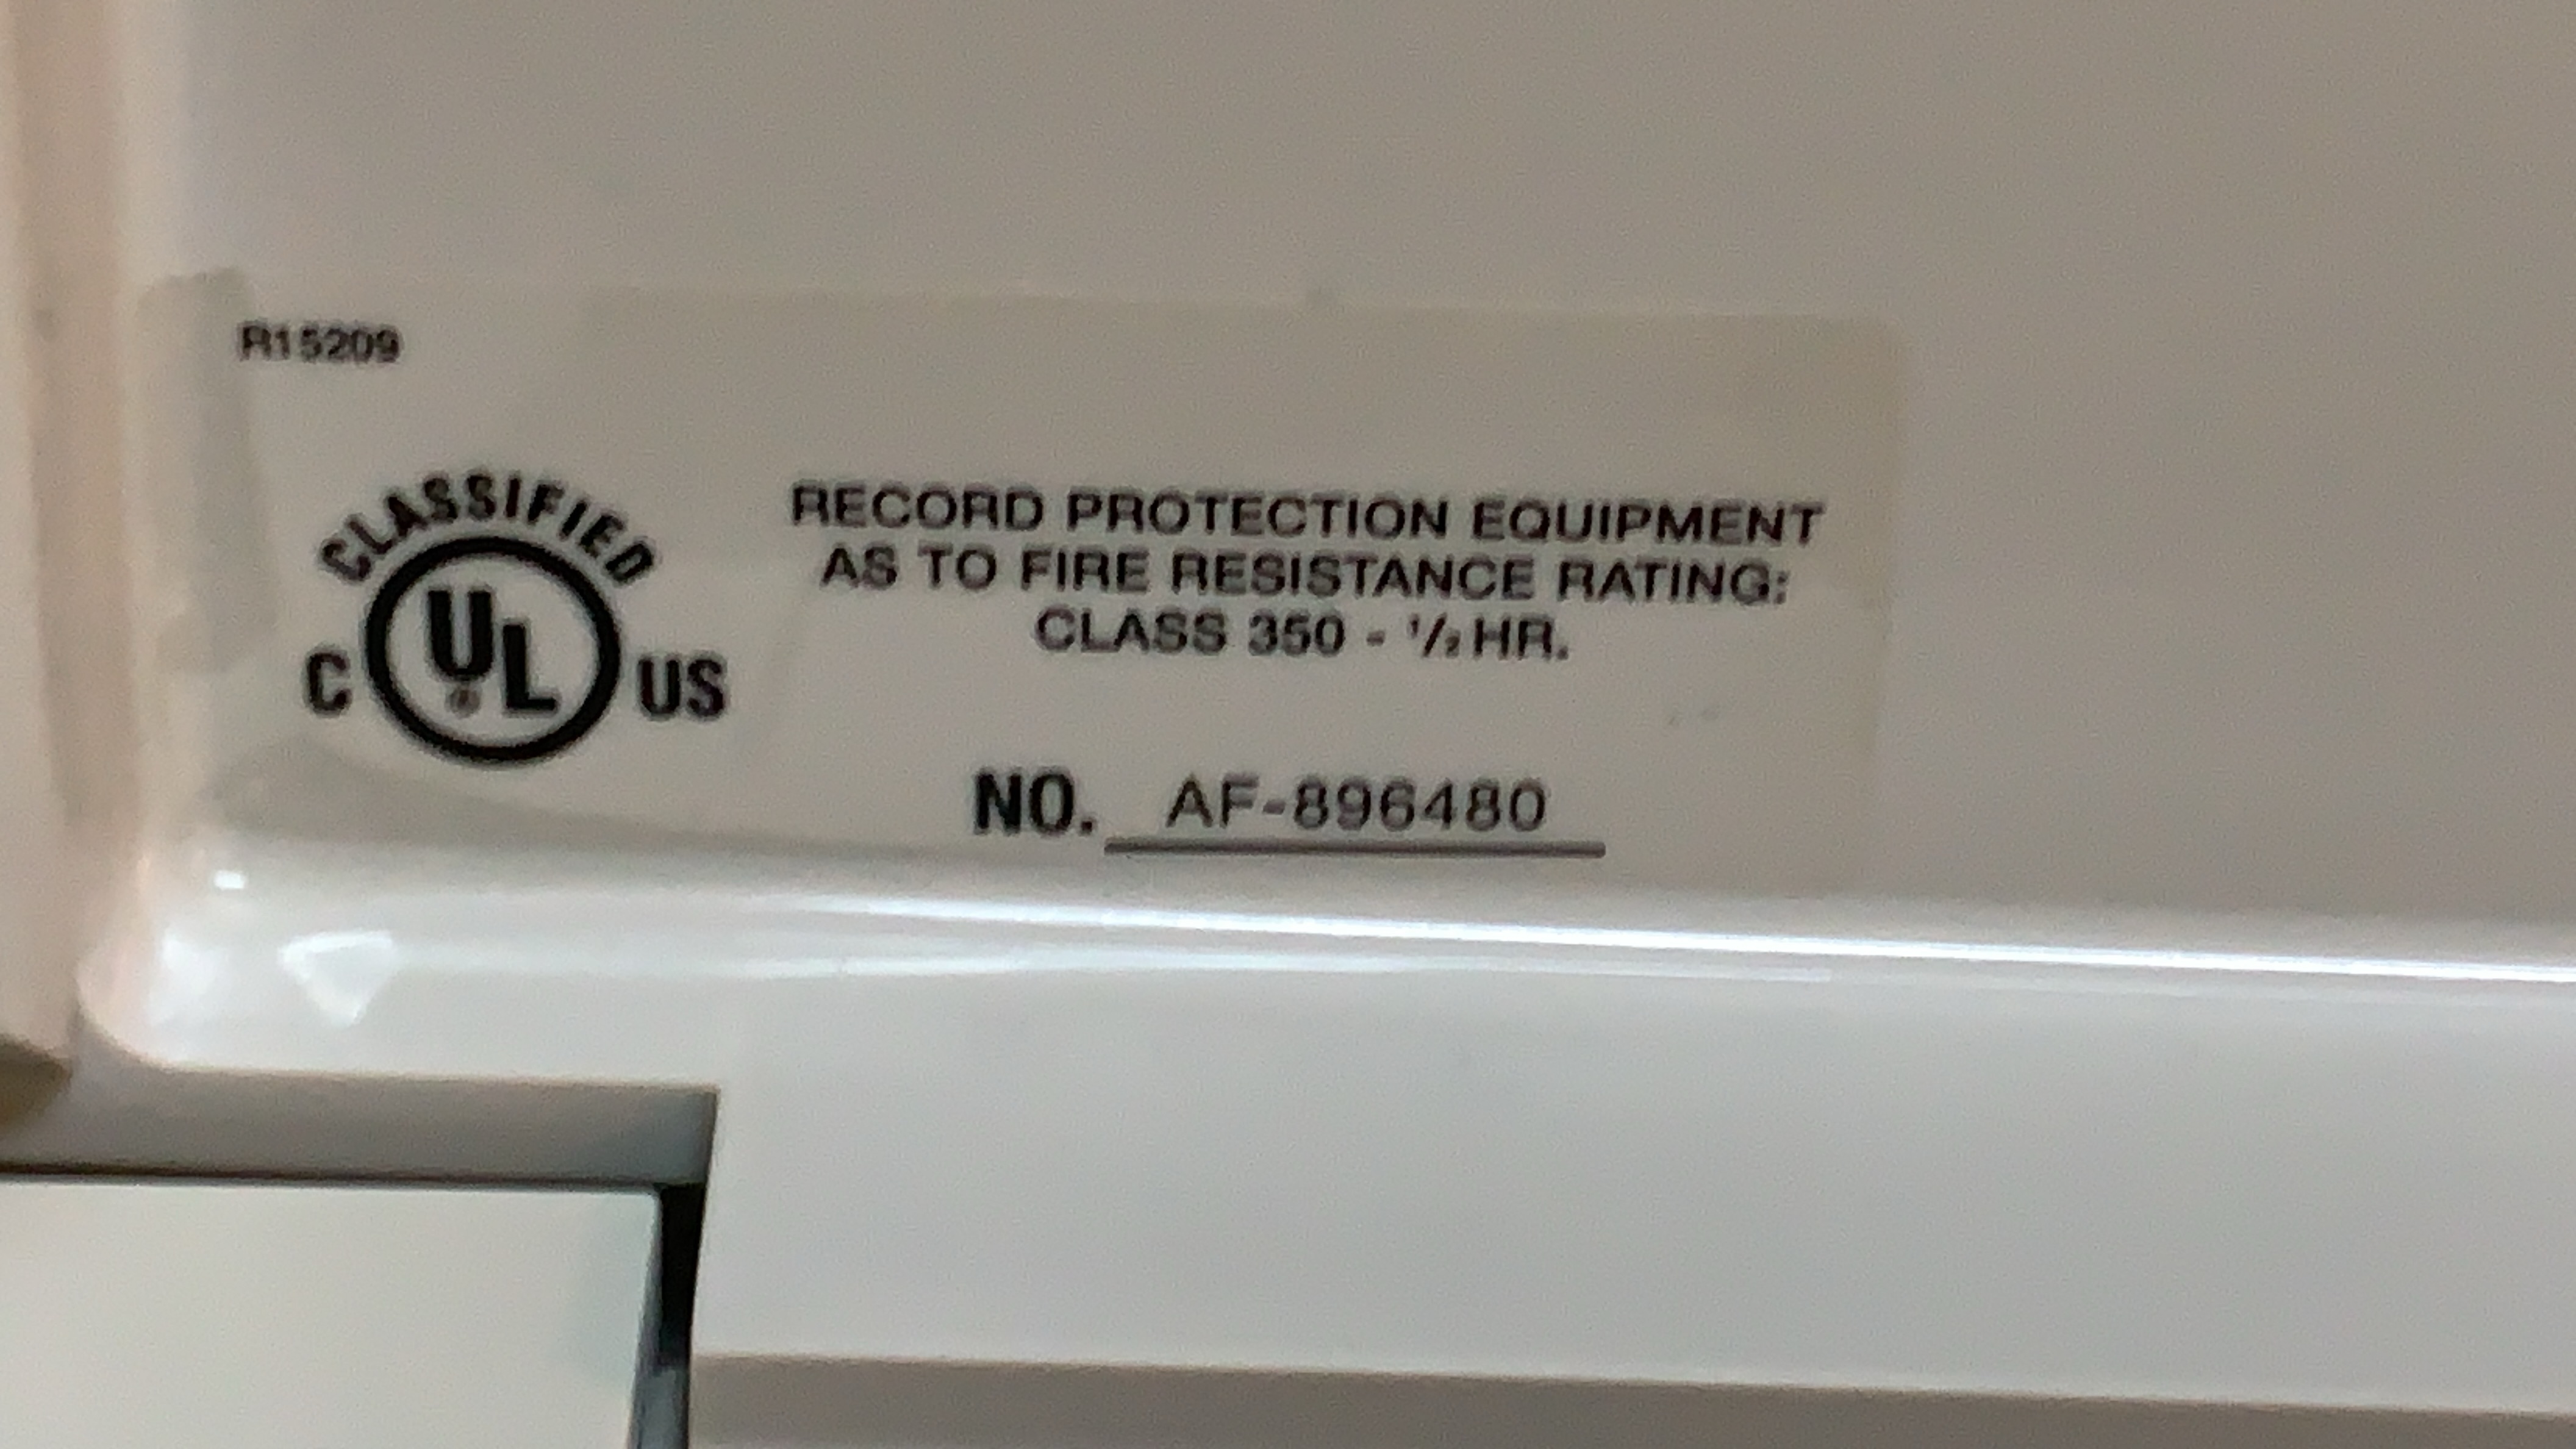 R15209
CLASSIFIED
C UL® US
RECORD PROTECTION EQUIPMENT
AS TO FIRE RESISTANCE RATING:
CLASS 350 - ½ HR.
NO. AF-896480